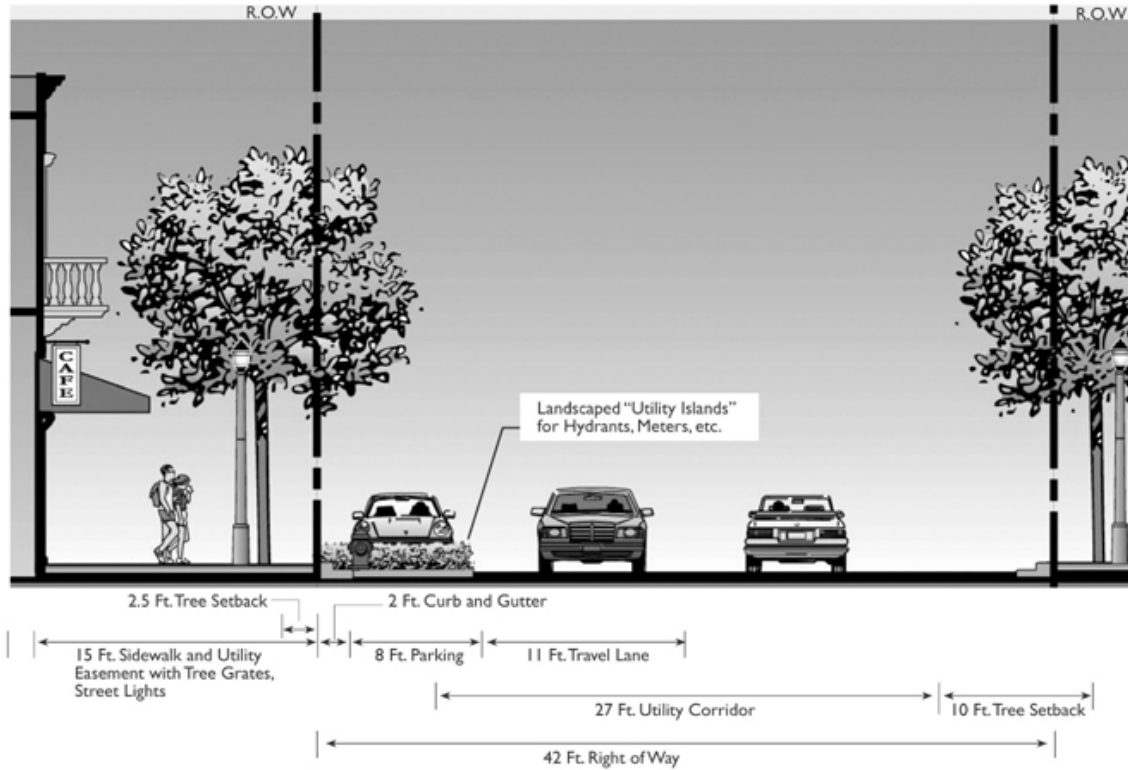 R.O.W
R.O.W
CAFE
Landscaped “Utility Islands”
for Hydrants, Meters, etc.
2.5 Ft. Tree Setback
2 Ft. Curb and Gutter
15 Ft. Sidewalk and Utility
Easement with Tree Grates,
Street Lights
8 Ft. Parking
11 Ft. Travel Lane
27 Ft. Utility Corridor
10 Ft. Tree Setback
42 Ft. Right of Way